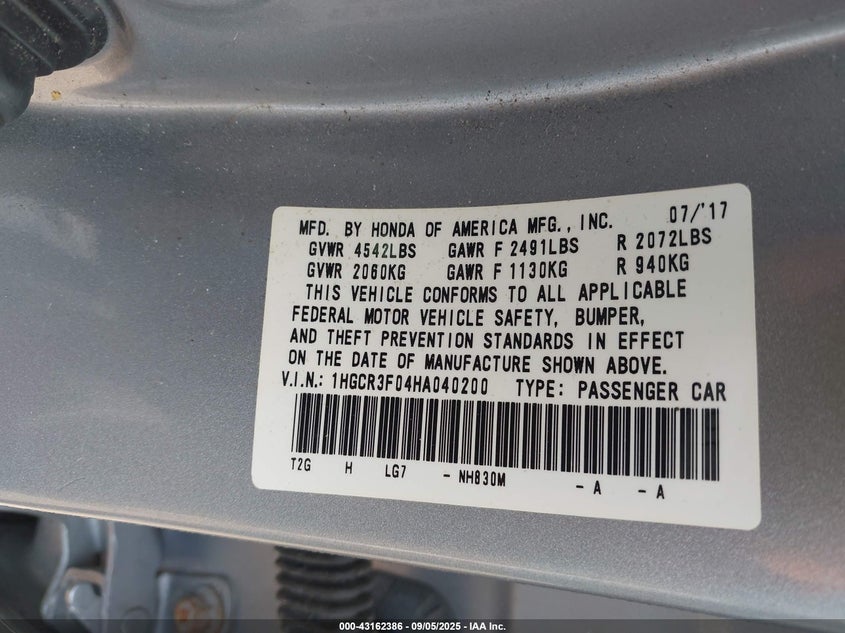 MFD. BY HONDA OF AMERICA MFG., INC. 07/'17
GVWR 4542LBS GAWR F 2491LBS R 2072LBS
GVWR 2060KG GAWR F 1130KG R 940KG
THIS VEHICLE CONFORMS TO ALL APPLICABLE
FEDERAL MOTOR VEHICLE SAFETY, BUMPER,
AND THEFT PREVENTION STANDARDS IN EFFECT
ON THE DATE OF MANUFACTURE SHOWN ABOVE.
V.I.N.: 1HGCR3F04HA040200 TYPE: PASSENGER CAR
T2G H LG7 - NH830M - A - A
000-43162386 - 09/05/2025 - IAA Inc.